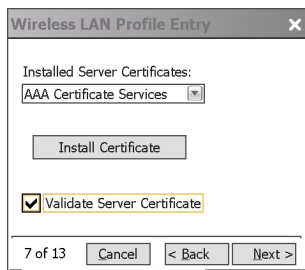 Wireless LAN Profile Entry
Installed Server Certificates:
AAA Certificate Services
Install Certificate
Validate Server Certificate
7 of 13 Cancel < Back Next >